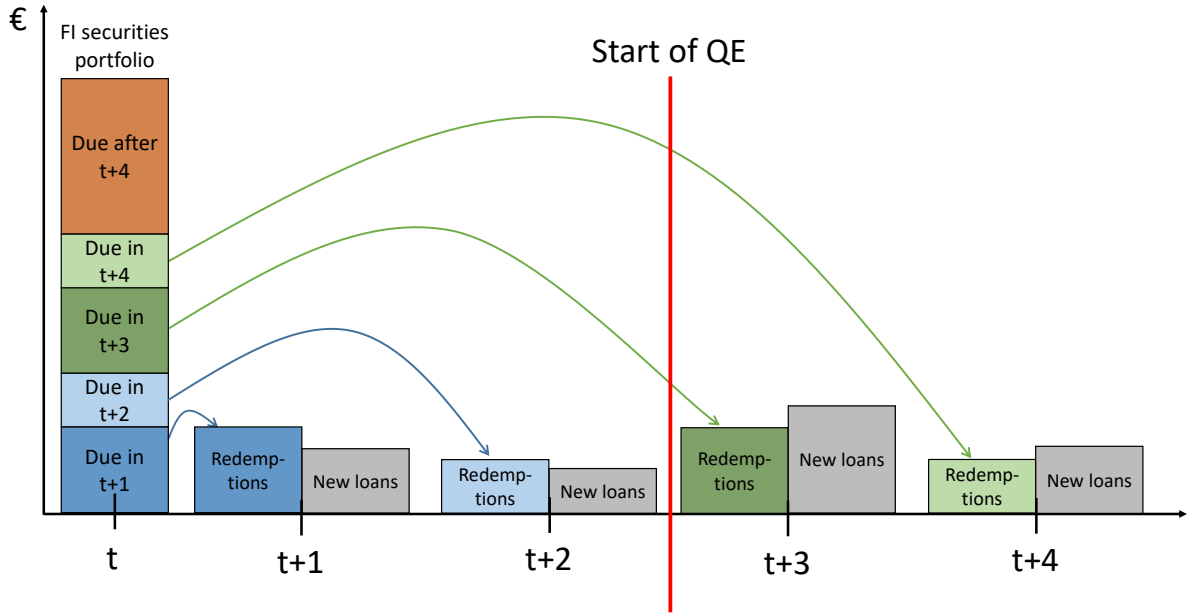 €
FI securities
portfolio
Start of QE
Due after
t+4
Due in
t+4
Due in
t+3
Due in
t+2
Due in
t+1
Redemp-
tions
New loans
Redemp-
tions
New loans
Redemp-
tions
New loans
Redemp-
tions
New loans
t
t+1
t+2
t+3
t+4